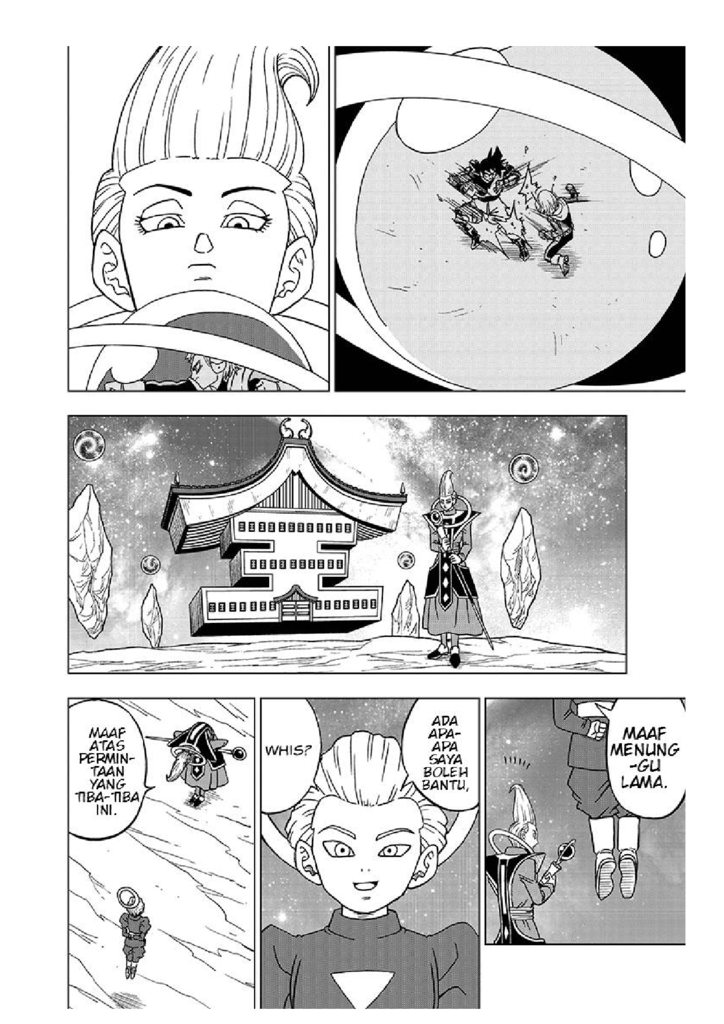 MAAF
MENUNG
-GU
LAMA.
ADA
APA-
APA
SAYA
BOLEH
BANTU,
WHIS?
MAAF
ATAS
PERMIN-
TAAN
YANG
TIBA-TIBA
INI.